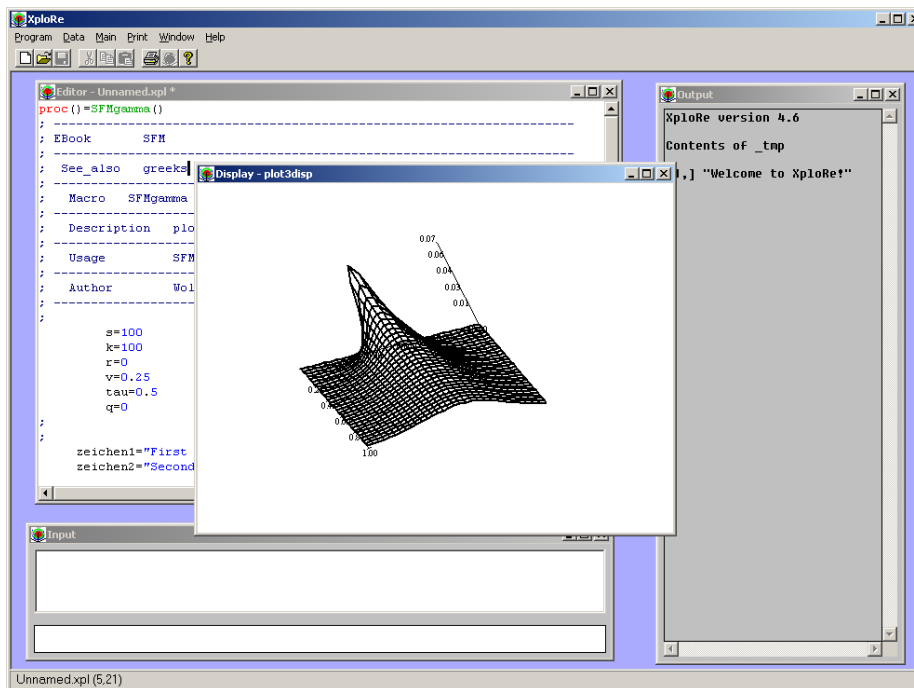 XploRe
Program Data Main Print Window Help
Editor - Unnamed.xpl *
proc()=SFMgamma()
; -----------------------------------------------------------------
; EBook SFM
; -----------------------------------------------------------------
; See_also greeks
; -----------------
; Macro SFMgamma
; -----------------
; Description
; -----------------
; Usage
; -----------------
; Author
; -----------------
;
s=100
k=100
r=0
v=0.25
tau=0.5
q=0
;
;
zeichen1="First
zeichen2="Second
Display - plot3disp
0.07
0.06
0.04
0.03
0.01
1.00
Output
XploRe version 4.6
Contents of _tmp
,] "Welcome to XploRe!"
Input
Unnamed.xpl (5,21)